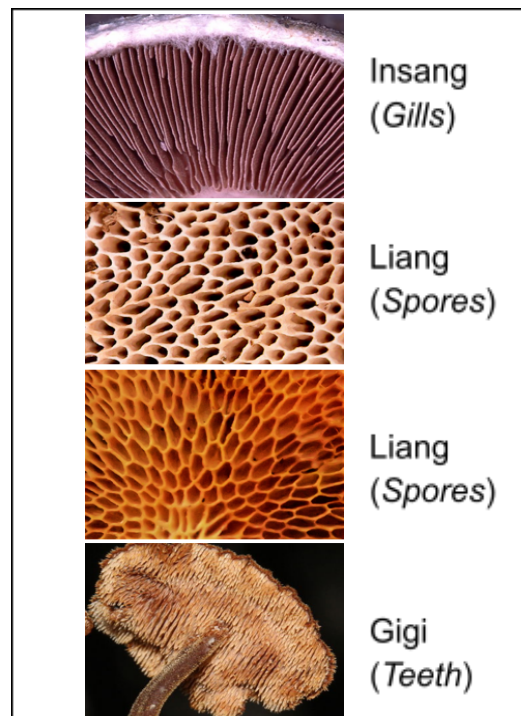 Insang
(Gills)
Liang
(Spores)
Liang
(Spores)
Gigi
(Teeth)